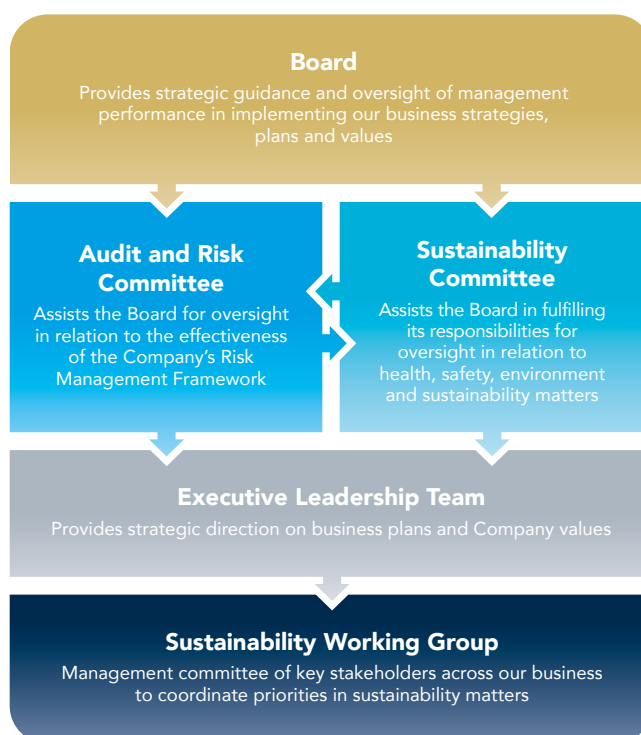 Board
Provides strategic guidance and oversight of management
performance in implementing our business strategies,
plans and values
Audit and Risk
Committee
Assists the Board for oversight
in relation to the effectiveness
of the Company's Risk
Management Framework
Sustainability
Committee
Assists the Board in fulfilling
its responsibilities for
oversight in relation to
health, safety, environment
and sustainability matters
Executive Leadership Team
Provides strategic direction on business plans and Company values
Sustainability Working Group
Management committee of key stakeholders across our business
to coordinate priorities in sustainability matters